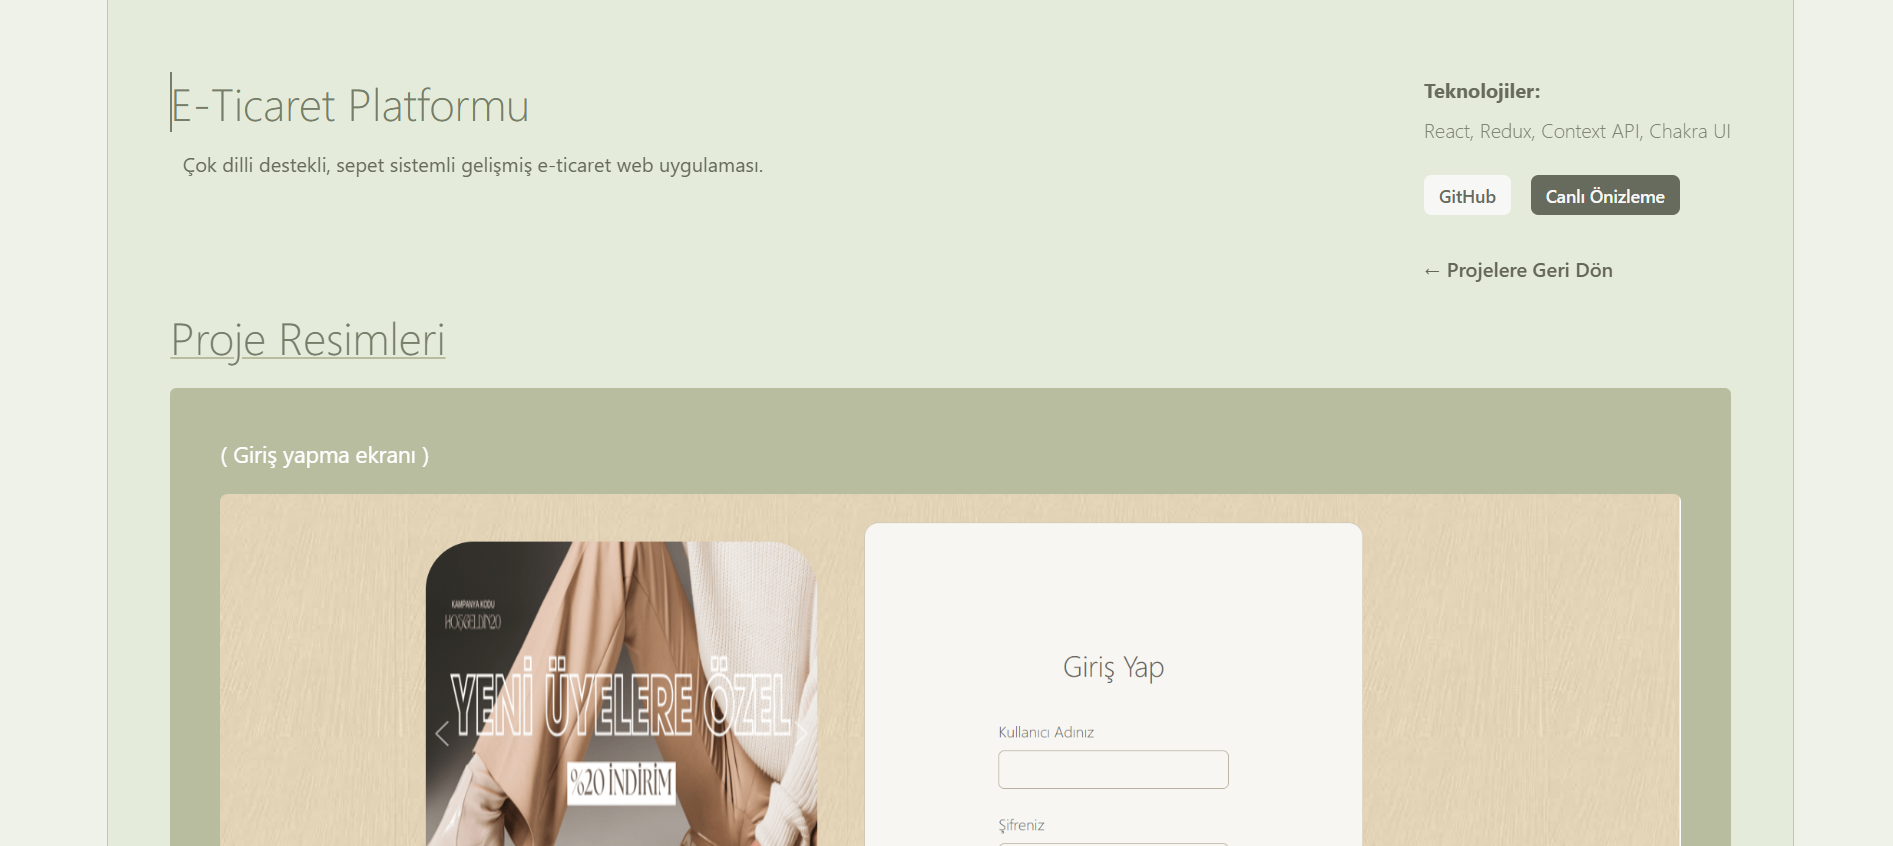 E-Ticaret Platformu
Çok dilli destekli, sepet sistemli gelişmiş e-ticaret web uygulaması.
Teknolojiler:
React, Redux, Context API, Chakra UI
GitHub
Canlı Önizleme
← Projelere Geri Dön
Proje Resimleri
( Giriş yapma ekranı )
KAMPANYA KODU
HOŞGELDİN20
YENİ ÜYELERE ÖZEL
%20 İNDİRİM
Giriş Yap
Kullanıcı Adınız
Şifreniz